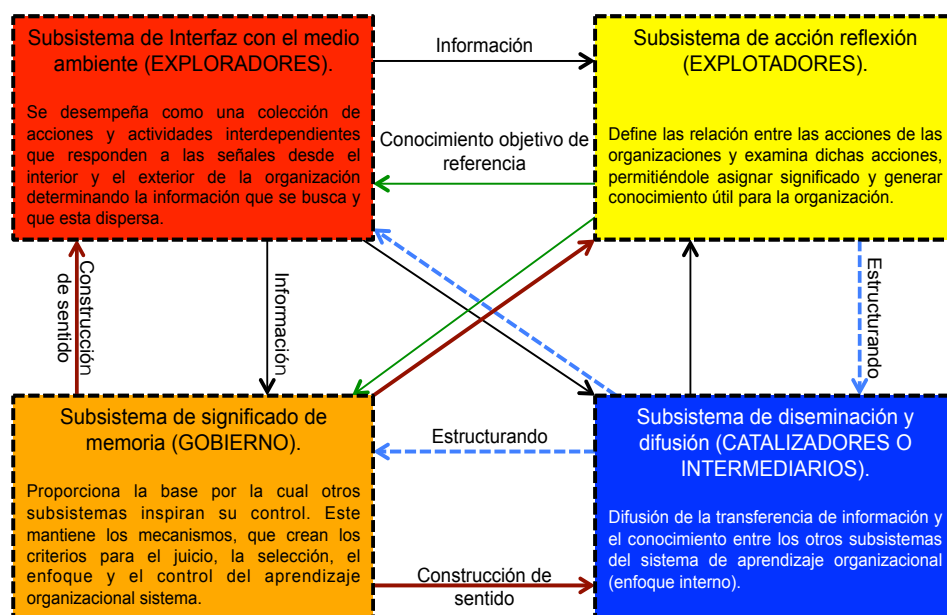 Subsistema de Interfaz con el medio
ambiente (EXPLORADORES).
Se desempeña como una colección de
acciones y actividades interdependientes
que responden a las señales desde el
interior y el exterior de la organización
determinando la información que se busca y
que esta dispersa.
Información
Conocimiento objetivo de
referencia
Subsistema de acción reflexión
(EXPLOTADORES).
Define las relación entre las acciones de las
organizaciones y examina dichas acciones,
permitiéndole asignar significado y generar
conocimiento útil para la organización.
Construcción
de sentido
Información
Estructurando
Subsistema de significado de
memoria (GOBIERNO).
Proporciona la base por la cual otros
subsistemas inspiran su control. Este
mantiene los mecanismos, que crean los
criterios para el juicio, la selección, el
enfoque y el control del aprendizaje
organizacional sistema.
Estructurando
Construcción de
sentido
Subsistema de diseminación y
difusión (CATALIZADORES O
INTERMEDIARIOS).
Difusión de la transferencia de información y
el conocimiento entre los otros subsistemas
del sistema de aprendizaje organizacional
(enfoque interno).